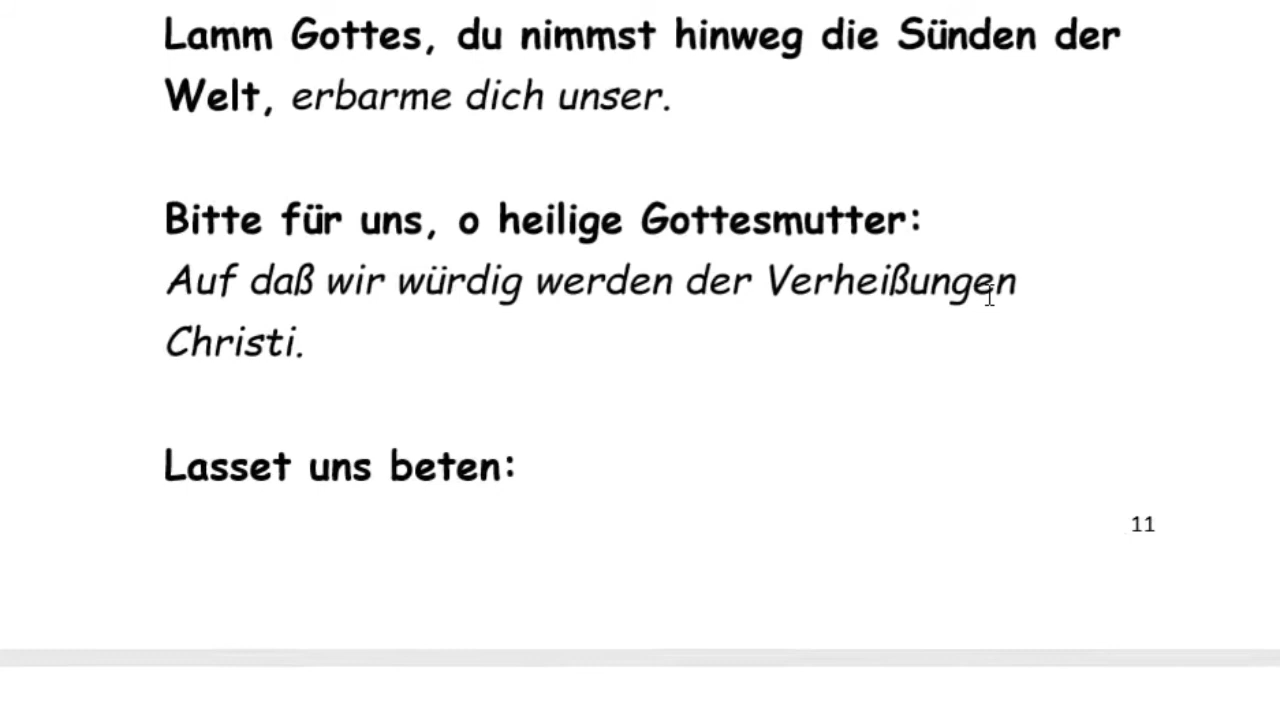 Lamm Gottes, du nimmst hinweg die Sünden der
Welt, erbarme dich unser.
Bitte für uns, o heilige Gottesmutter:
Auf daß wir würdig werden der Verheißungen
Christi.
Lasset uns beten:
11